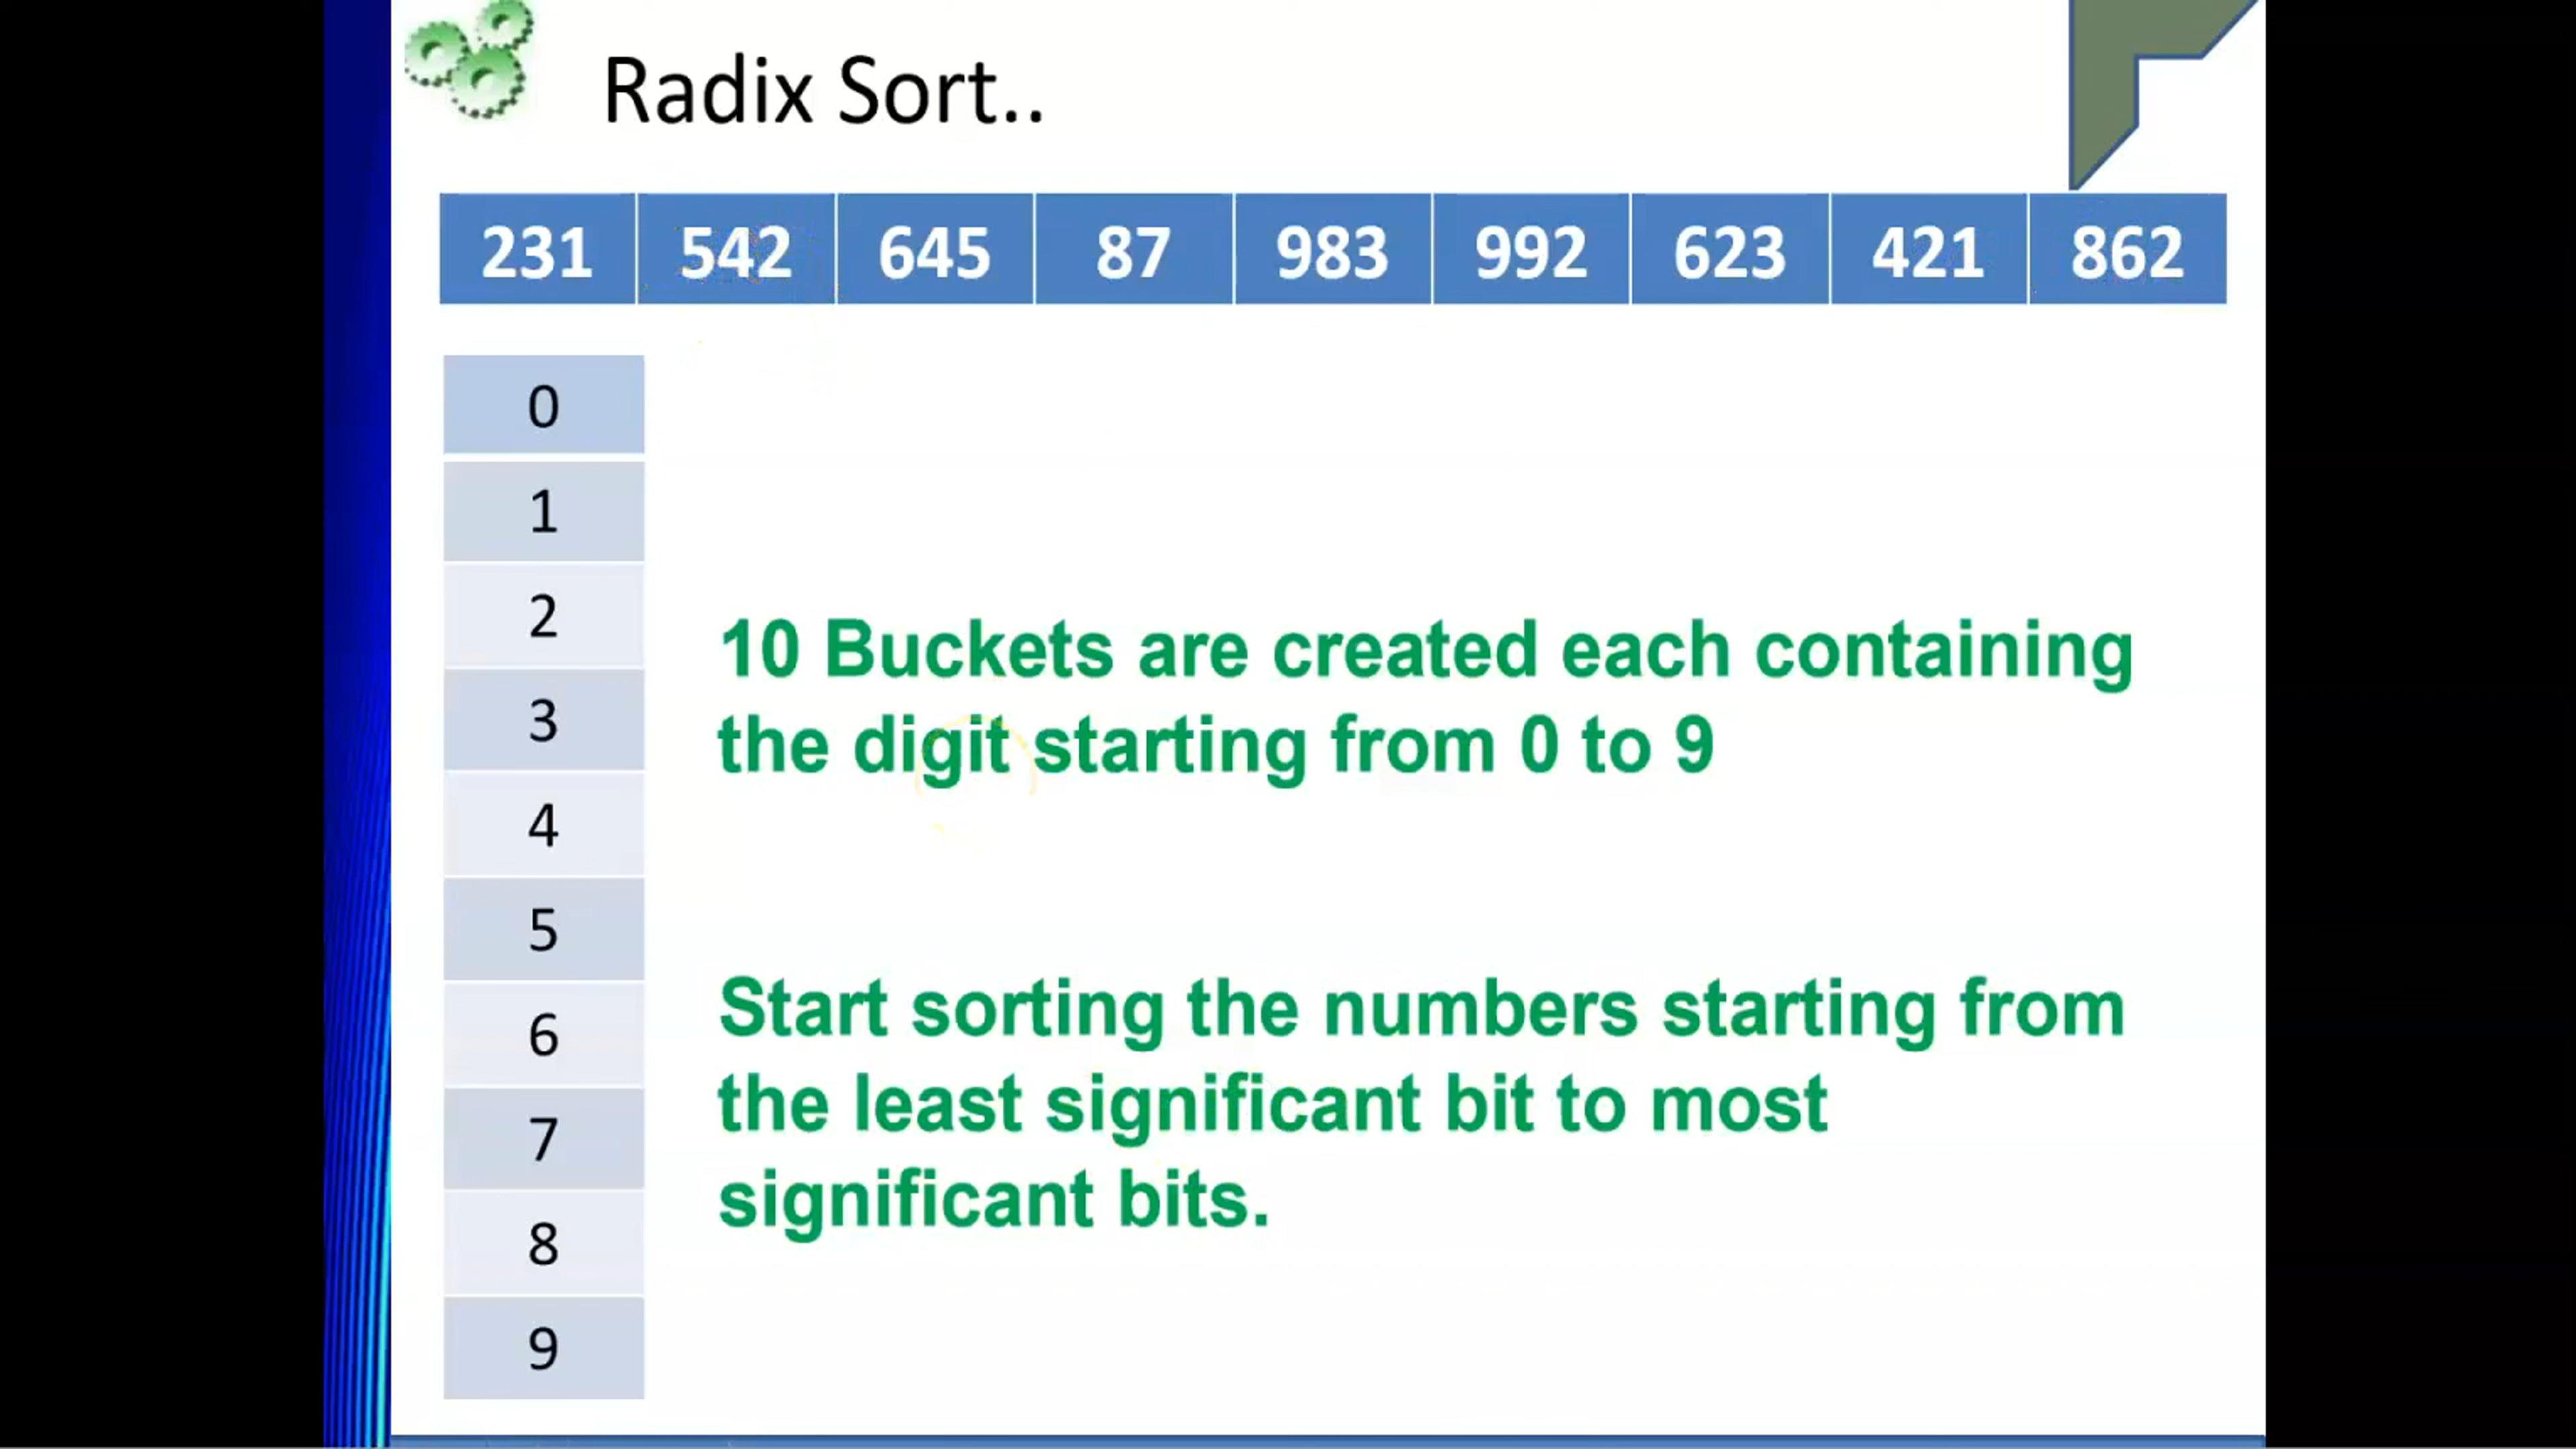 Radix Sort..
231 542 645 87 983 992 623 421 862
0
1
2
3
4
5
6
7
8
9
10 Buckets are created each containing
the digit starting from 0 to 9
Start sorting the numbers starting from
the least significant bit to most
significant bits.